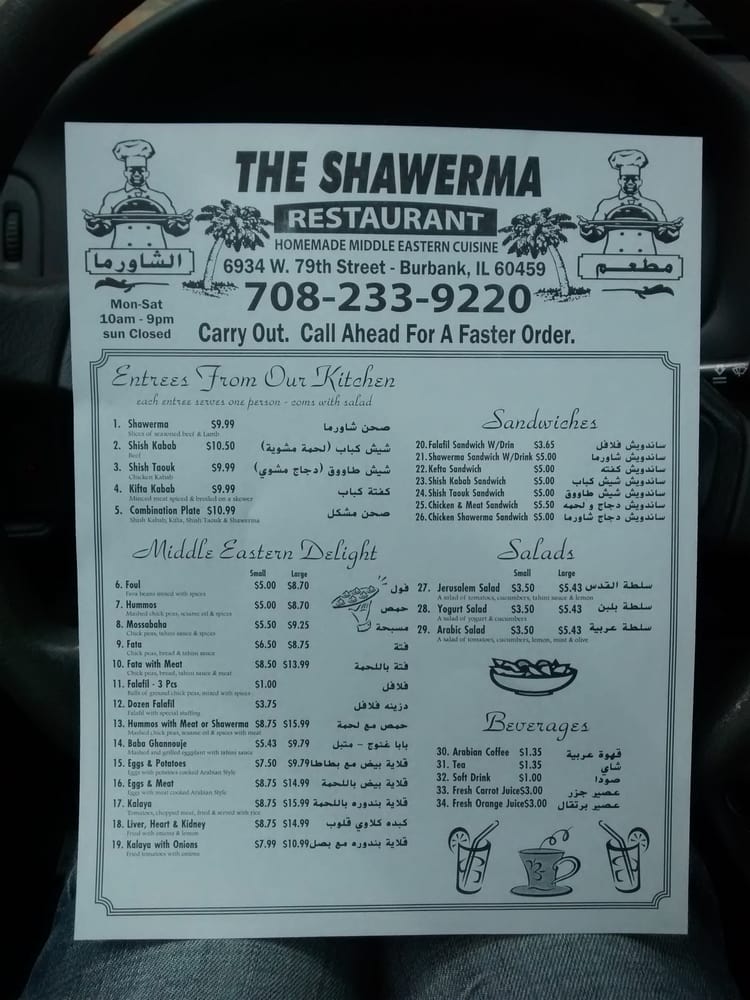 THE SHAWERMA
RESTAURANT
HOMEMADE MIDDLE EASTERN CUISINE
الشاورما
مطعم
6934 W. 79th Street - Burbank, IL 60459
708-233-9220
Mon-Sat
10am - 9pm
sun Closed
Carry Out. Call Ahead For A Faster Order.
Entrees From Our Kitchen
each entree serves one person - coms with salad
1. Shawerma $9.99 صحن شاورما
Slices of seasoned beef & Lamb
2. Shish Kabab $10.50 شيش كباب (لحمة مشوية)
Beef
3. Shish Taouk $9.99 شيش طاووق (دجاج مشوي)
Chicken Kabab
4. Kifta Kabab $9.99 كفتة كباب
Minced meat spiced & broiled on a skewer
5. Combination Plate $10.99 صحن مشكل
Shish Kabab, Kifta, Shish Taouk & Shawerma
Middle Eastern Delight
Small Large
6. Foul $5.00 $8.70 فول
Fava beans mixed with spices
7. Hummos $5.00 $8.70 حمص
Mashed chick peas, sesame oil & spices
8. Mossabaha $5.50 $9.25 مسبحة
Chick peas, tahini sauce & spices
9. Fata $6.50 $8.75 فتة
Chick peas, bread & tahini sauce
10. Fata with Meat $8.50 $13.99 فتة باللحمة
Chick peas, bread, tahini sauce & meat
11. Falafil - 3 Pcs $1.00 فلافل
Balls of ground chick peas, mixed with spices
12. Dozen Falafil $3.75 دزينه فلافل
Falafil with special stuffing
13. Hummos with Meat or Shawerma $8.75 $15.99 حمص مع لحمة
Mashed chick peas, sesame oil & spices with meat
14. Baba Ghannouje $5.43 $9.79 بابا غنوج - متبل
Mashed and grilled eggplant with tahini sauce
15. Eggs & Potatoes $7.50 $9.79 قلاية بيض مع بطاطا
Eggs with potatoes cooked Arabian Style
16. Eggs & Meat $8.75 $14.99 قلاية بيض باللحمة
Eggs with meat cooked Arabian Style
17. Kalaya $8.75 $15.99 قلاية بندوره باللحمة
Tomatoes, chopped meat, fried & served with rice
18. Liver, Heart & Kidney $8.75 $14.99 كبده كلاوي قلوب
Fried with onions & lemon
19. Kalaya with Onions $7.99 $10.99 قلاية بندوره مع بصل
Fried tomatoes with onions
Sandwiches
20. Falafil Sandwich W/Drin $3.65 ساندويش فلافل
21. Shawerma Sandwich W/Drink $5.00 ساندويش شاورما
22. Kefta Sandwich $5.00 ساندويش كفته
23. Shish Kabab Sandwich $5.00 ساندويش شيش كباب
24. Shish Taouk Sandwich $5.00 ساندويش شيش طاووق
25. Chicken & Meat Sandwich $5.50 ساندويش دجاج و لحمه
26. Chicken Shawerma Sandwich $5.00 ساندويش دجاج شاورما
Salads
Small Large
27. Jerusalem Salad $3.50 $5.43 سلطة القدس
A salad of tomatoes, cucumbers, tahini sauce & lemon
28. Yogurt Salad $3.50 $5.43 سلطة بلبن
A salad of yogurt & cucumbers
29. Arabic Salad $3.50 $5.43 سلطة عربية
A salad of tomatoes, cucumbers, lemon, mint & olive
Beverages
30. Arabian Coffee $1.35 قهوة عربية
31. Tea $1.35 شاي
32. Soft Drink $1.00 صودا
33. Fresh Carrot Juice$3.00 عصير جزر
34. Fresh Orange Juice$3.00 عصير برتقال